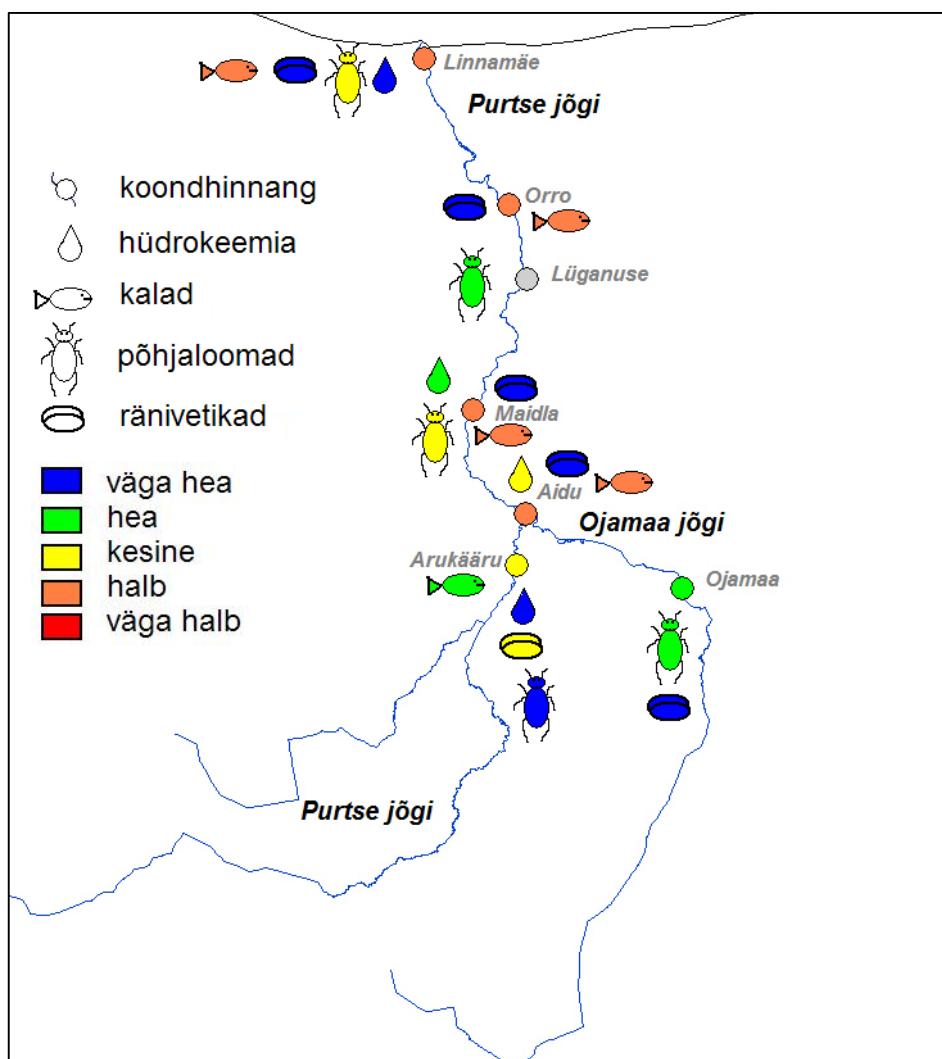 Linnamäe
Purtse jõgi
koondhinnang
Orro
hüdrokeemia
Lüganuse
kalad
põhjaloomad
ränivetikad
Maidla
väga hea
Aidu
hea
Ojamaa jõgi
kesine
Arukääru
Ojamaa
halb
väga halb
Purtse jõgi